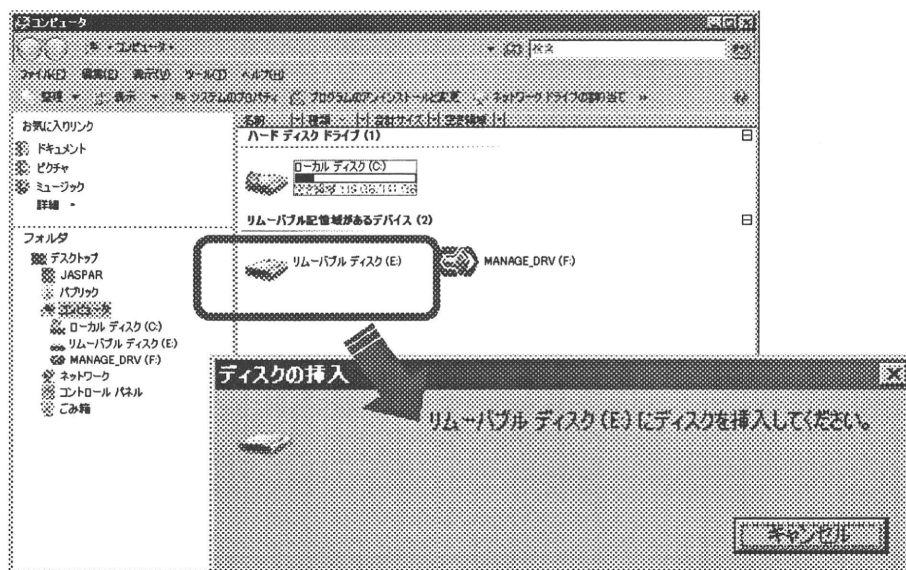 コンピュータ
コンピュータ
検索
ファイル(F) 編集(E) 表示(V) ツール(T) ヘルプ(H)
整理 表示 システムのプロパティ プログラムのアンインストールと変更 ネットワーク ドライブの割り当て »
お気に入りリンク
ドキュメント
ピクチャ
ミュージック
詳細
フォルダ
デスクトップ
JASPAR
パブリック
コンピュータ
ローカル ディスク (C:)
リムーバブル ディスク (E:)
MANAGE_DRV (F:)
ネットワーク
コントロール パネル
ごみ箱
名前 種類 合計サイズ 空き領域
ハード ディスク ドライブ (1)
ローカル ディスク (C:)
リムーバブル記憶域があるデバイス (2)
リムーバブル ディスク (E:)
MANAGE_DRV (F:)
ディスクの挿入
リムーバブル ディスク (E:) にディスクを挿入してください。
キャンセル